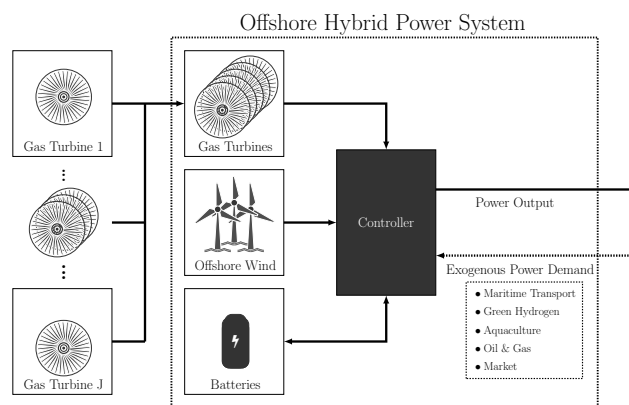 Offshore Hybrid Power System
Gas Turbine 1
Gas Turbine J
Gas Turbines
Offshore Wind
Batteries
Controller
Power Output
Exogenous Power Demand
• Maritime Transport
• Green Hydrogen
• Aquaculture
• Oil & Gas
• Market